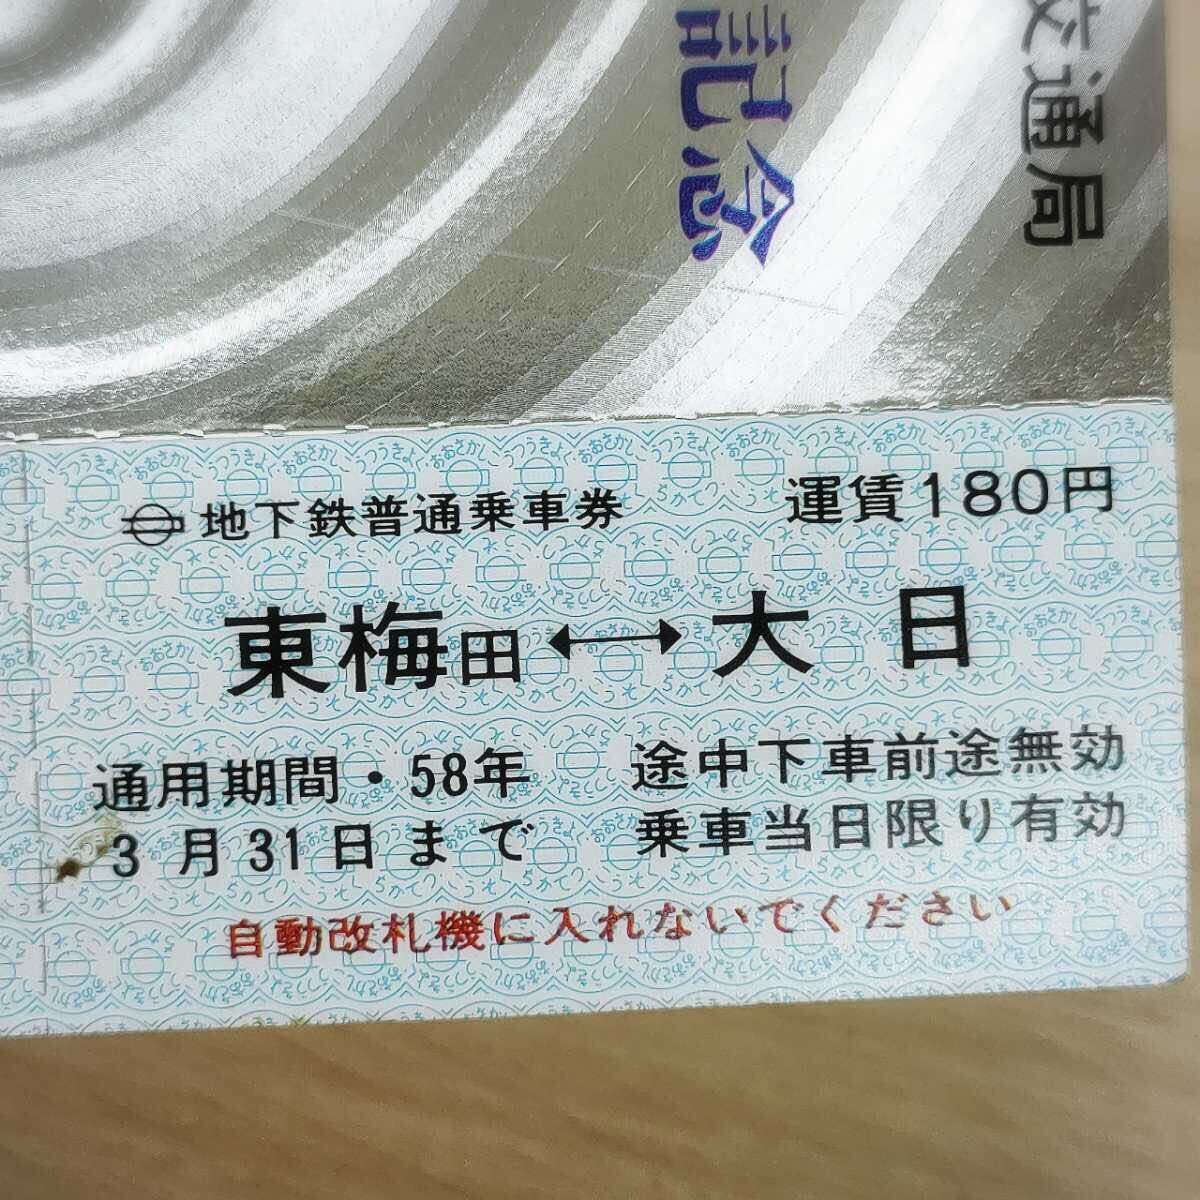 交通局
記念
地下鉄普通乗車券 運賃180円
東梅田↔大日
通用期間・58年
3月31日まで
途中下車前途無効
乗車当日限り有効
自動改札機に入れないでください